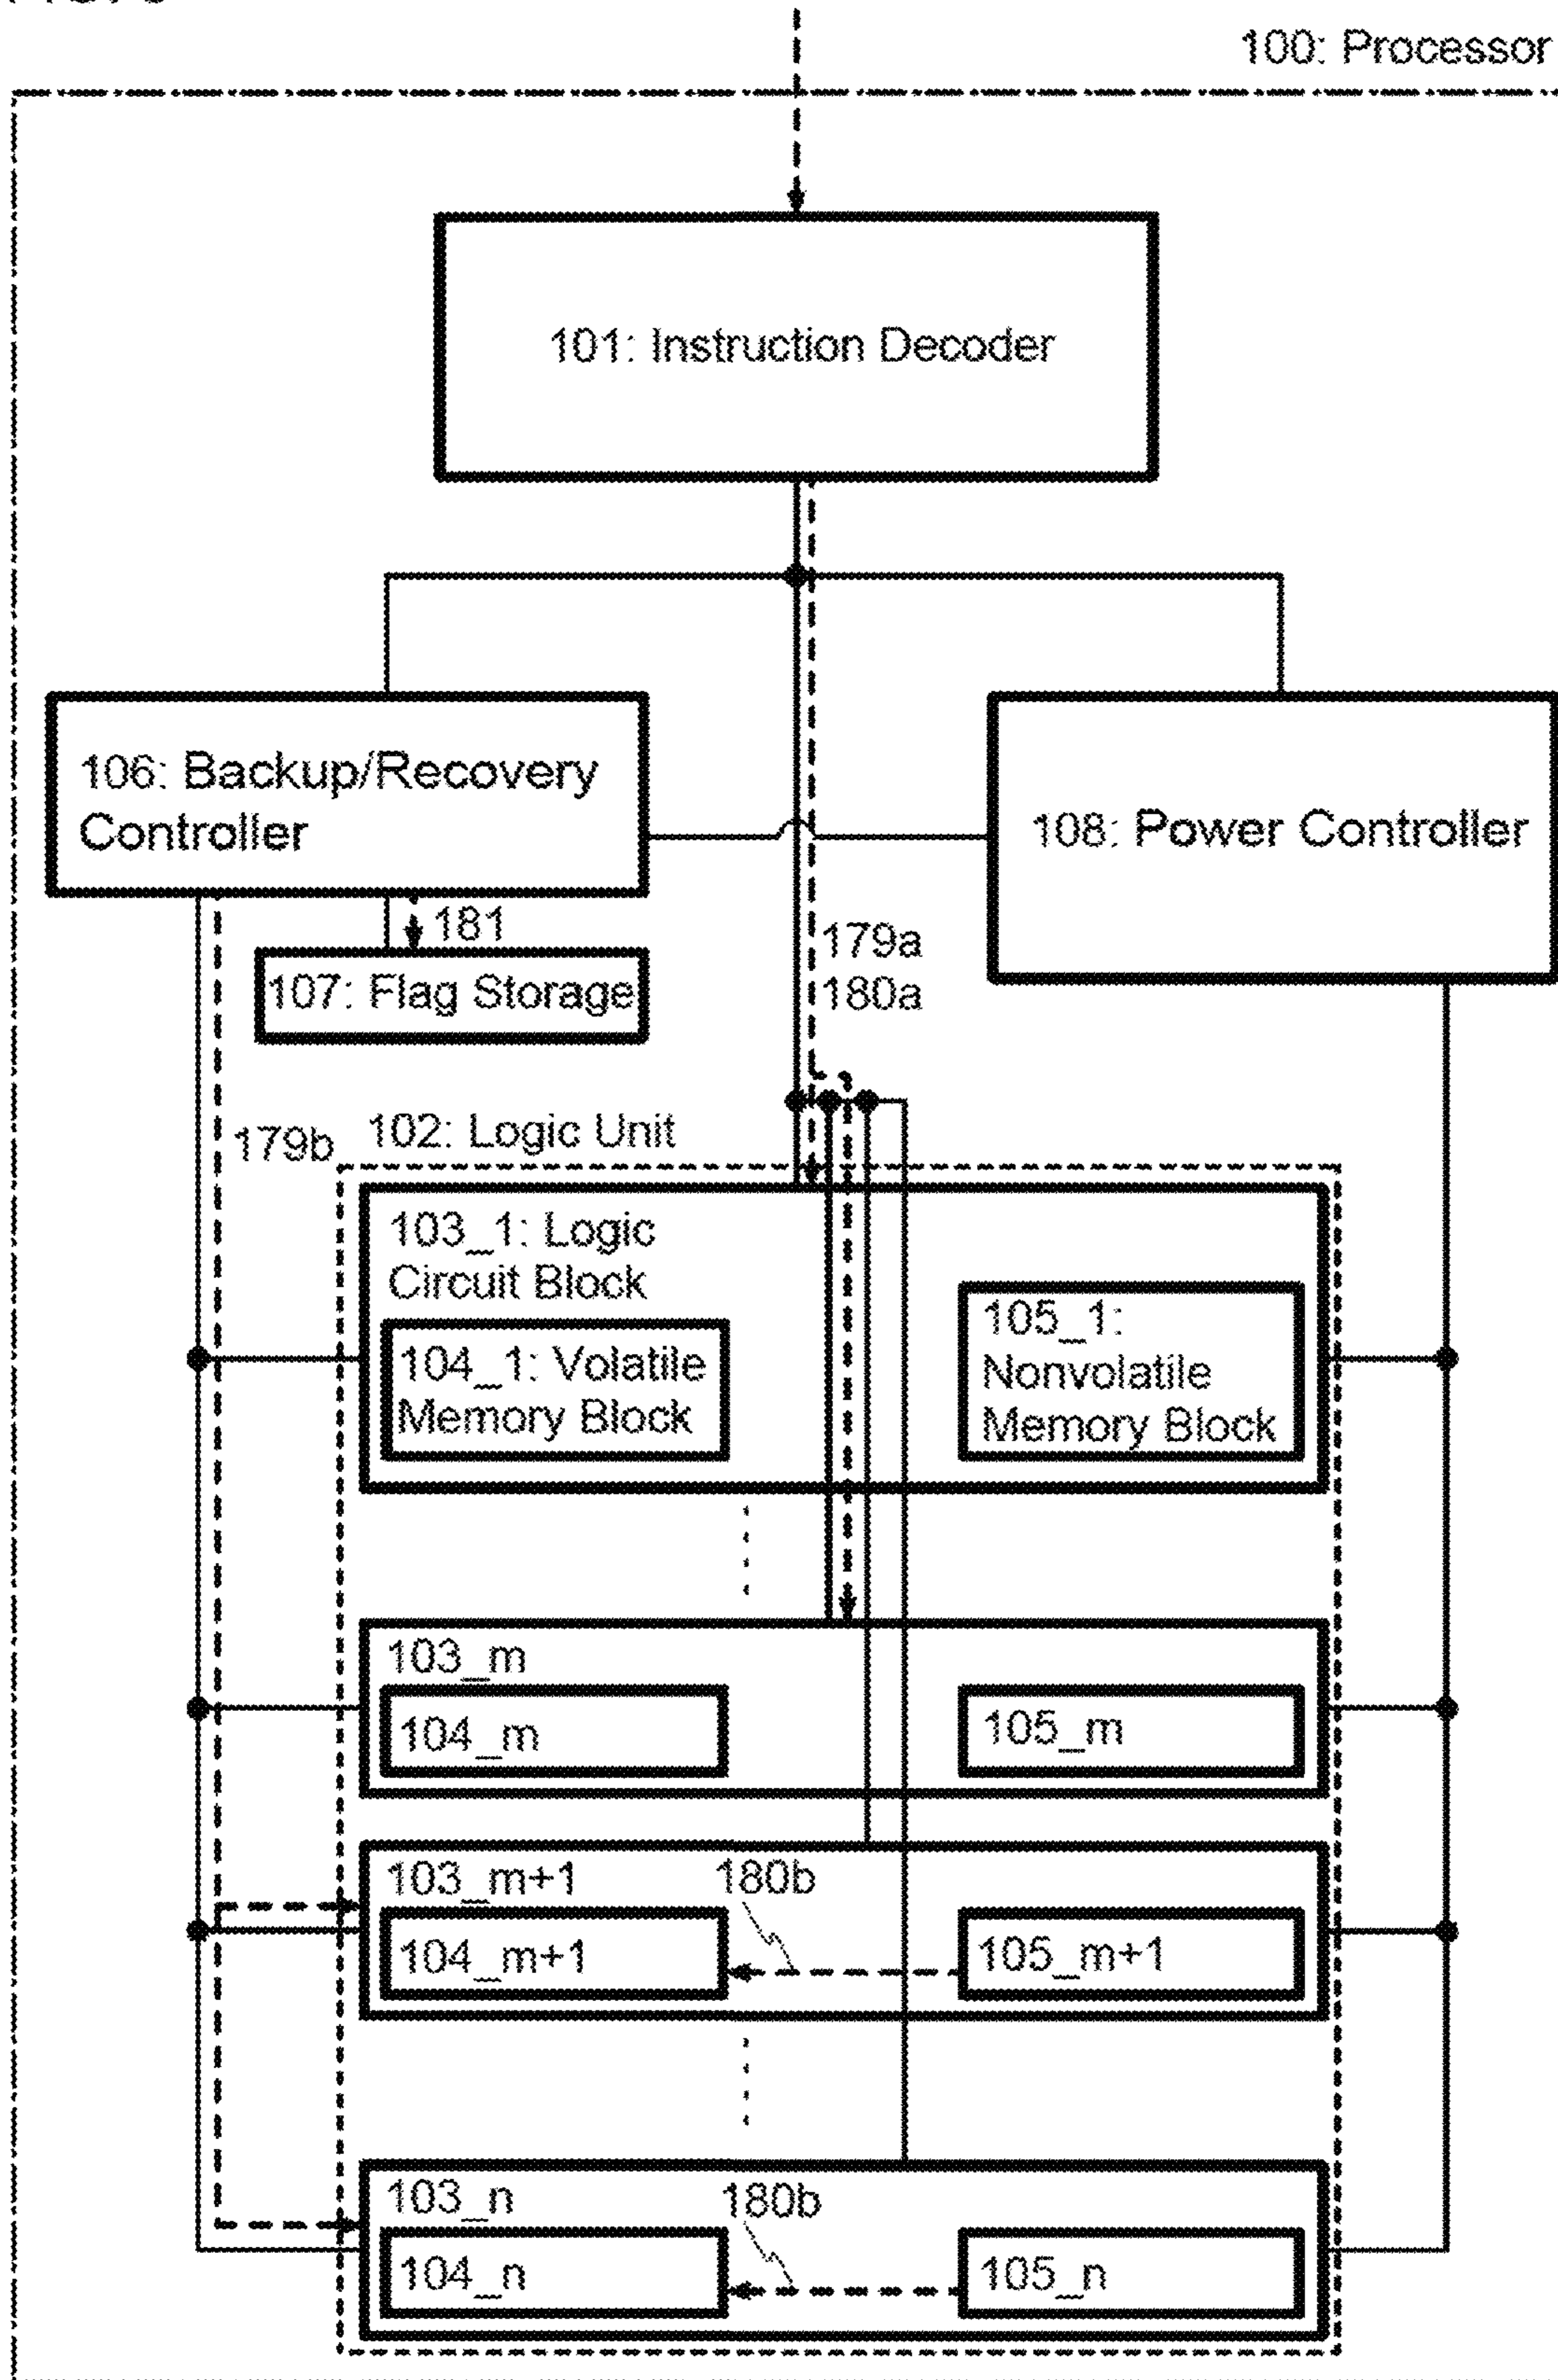 100: Processor
101: Instruction Decoder
106: Backup/Recovery
Controller
108: Power Controller
181
107: Flag Storage
179a
180a
179b
102: Logic Unit
103_1: Logic
Circuit Block
104_1: Volatile
Memory Block
105_1:
Nonvolatile
Memory Block
103_m
104_m
105_m
103_m+1
180b
104_m+1
105_m+1
103_n
180b
104_n
105_n